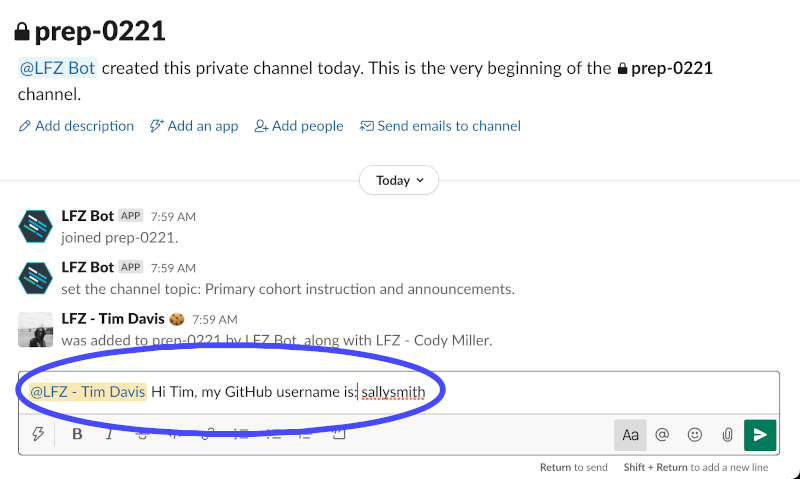 prep-0221
@LFZ Bot created this private channel today. This is the very beginning of the prep-0221
channel.
Add description Add an app Add people Send emails to channel
Today
LFZ Bot APP 7:59 AM
joined prep-0221.
LFZ Bot APP 7:59 AM
set the channel topic: Primary cohort instruction and announcements.
LFZ - Tim Davis 7:59 AM
was added to prep-0221 by LFZ Bot, along with LFZ - Cody Miller.
@LFZ - Tim Davis Hi Tim, my GitHub username is: sallysmith
B I S Aa @
Return to send Shift + Return to add a new line